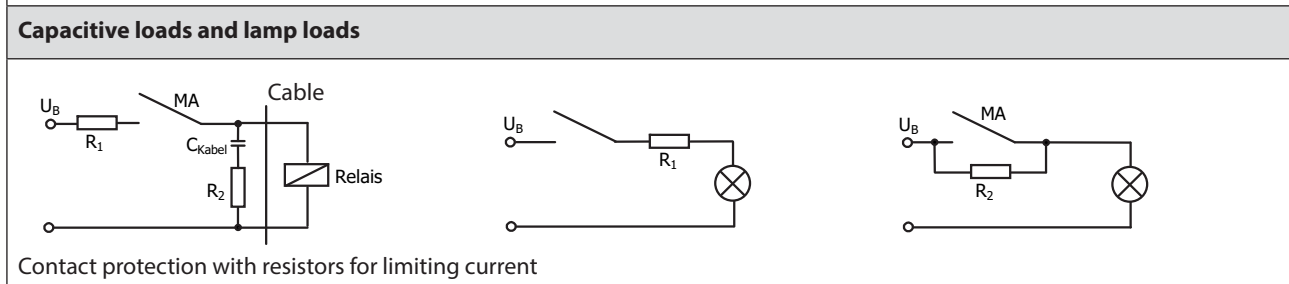 Capacitive loads and lamp loads
U_B
R_1
MA
Cable
C_Kabel
R_2
Relais
U_B
R_1
U_B
MA
R_2
Contact protection with resistors for limiting current